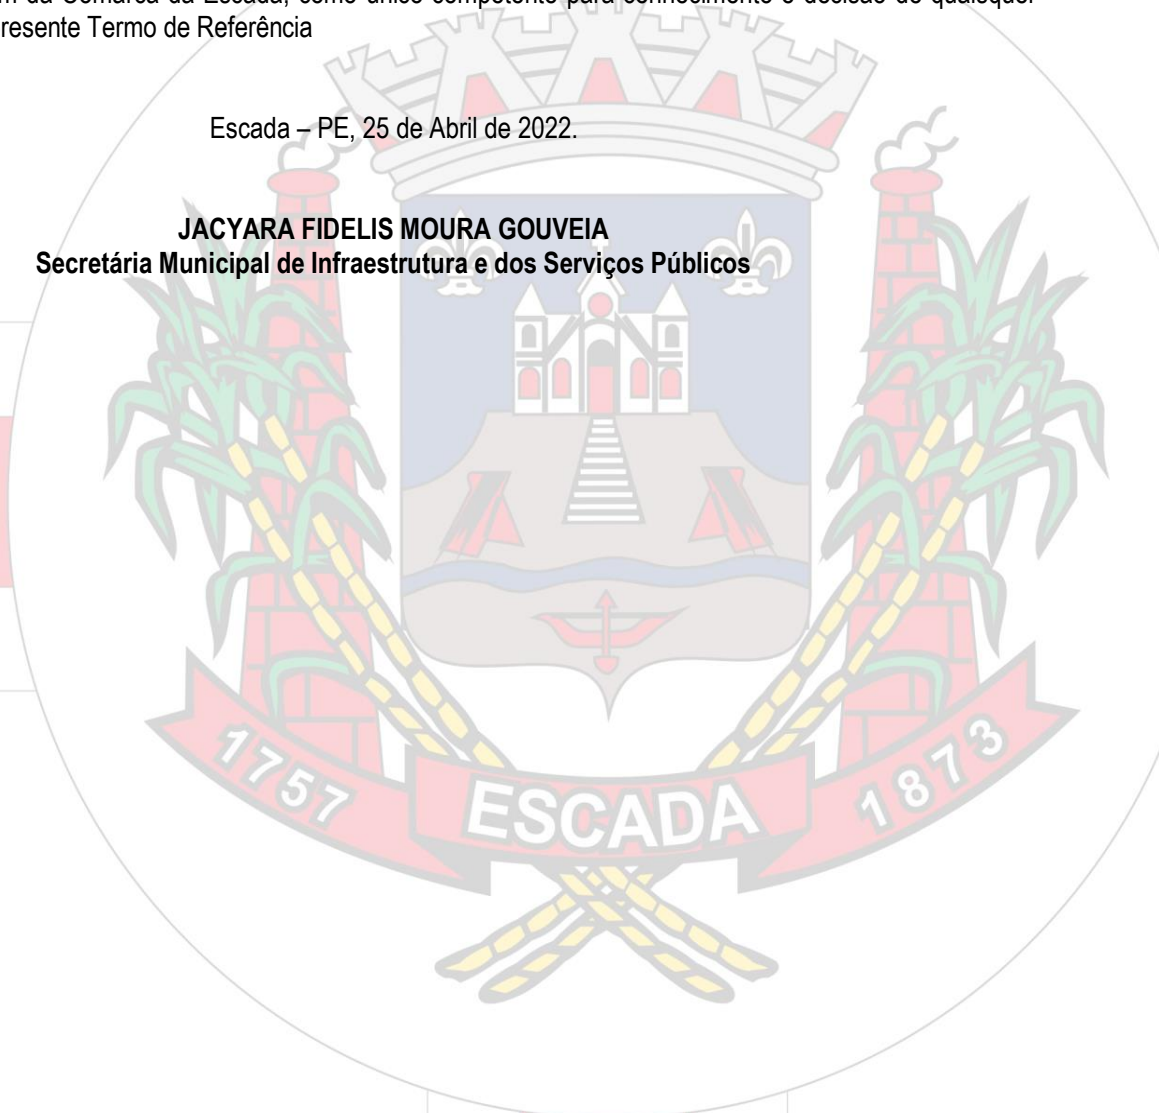 da Comarca da Escada, como único competente para conhecimento e decisão de quaisquer
resente Termo de Referência
Escada – PE, 25 de Abril de 2022.
JACYARA FIDELIS MOURA GOUVEIA
Secretária Municipal de Infraestrutura e dos Serviços Públicos
1757
ESCADA
1873